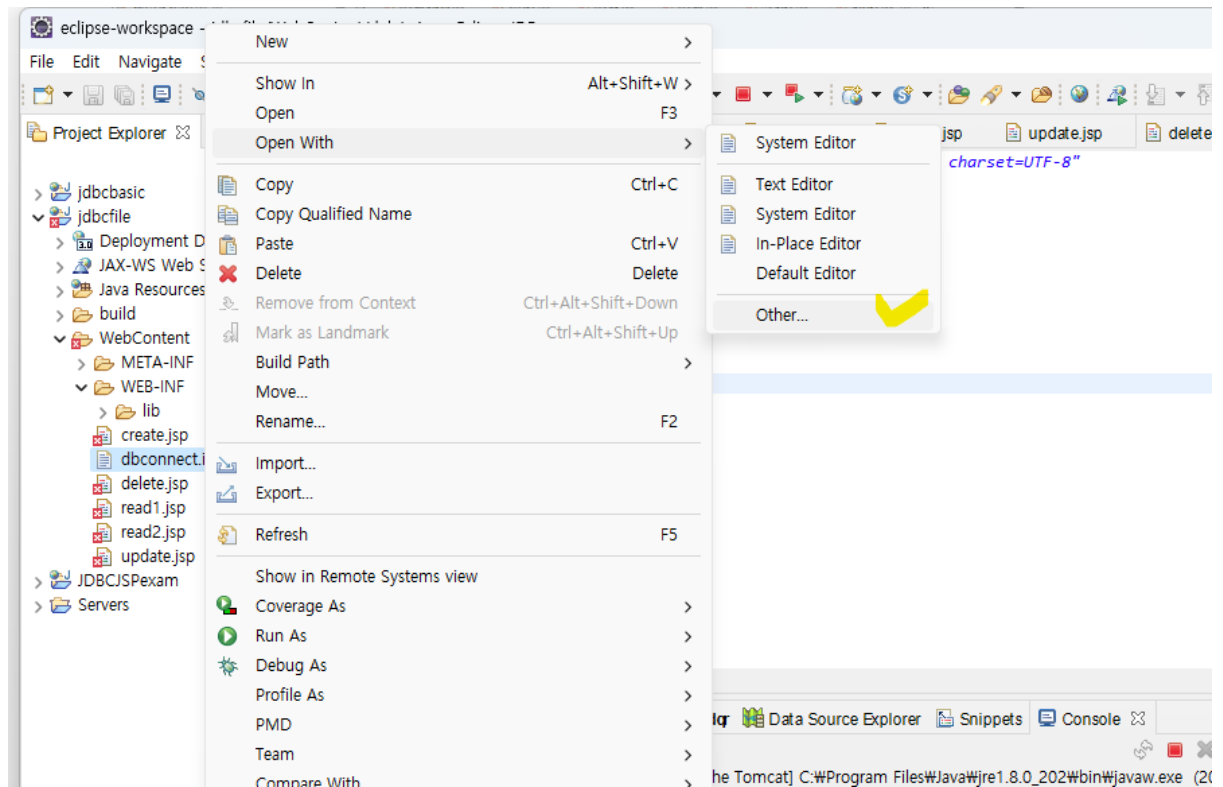 eclipse-workspace -
File Edit Navigate
Project Explorer
jdbcbasic
jdbcfile
Deployment D
JAX-WS Web S
Java Resources
build
WebContent
META-INF
WEB-INF
lib
create.jsp
dbconnect.i
delete.jsp
read1.jsp
read2.jsp
update.jsp
JDBCJSPexam
Servers
New
Show In Alt+Shift+W
Open F3
Open With
Copy Ctrl+C
Copy Qualified Name
Paste Ctrl+V
Delete Delete
Remove from Context Ctrl+Alt+Shift+Down
Mark as Landmark Ctrl+Alt+Shift+Up
Build Path
Move...
Rename... F2
Import...
Export...
Refresh F5
Show in Remote Systems view
Coverage As
Run As
Debug As
Profile As
PMD
Team
Compare With
System Editor
Text Editor
System Editor
In-Place Editor
Default Editor
Other...
jsp update.jsp delete
charset=UTF-8"
Data Source Explorer Snippets Console
he Tomcat] C:₩Program Files₩Java₩jre1.8.0_202₩bin₩javaw.exe (20